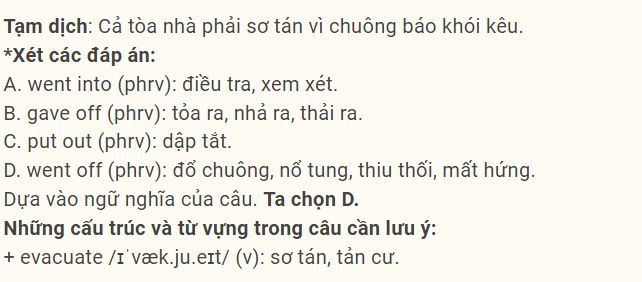 Tạm dịch: Cả tòa nhà phải sơ tán vì chuông báo khói kêu.
*Xét các đáp án:
A. went into (phrv): điều tra, xem xét.
B. gave off (phrv): tỏa ra, nhả ra, thải ra.
C. put out (phrv): dập tắt.
D. went off (phrv): đổ chuông, nổ tung, thiu thối, mất hứng.
Dựa vào ngữ nghĩa của câu. Ta chọn D.
Những cấu trúc và từ vựng trong câu cần lưu ý:
+ evacuate /ɪˈvæk.ju.eɪt/ (v): sơ tán, tản cư.